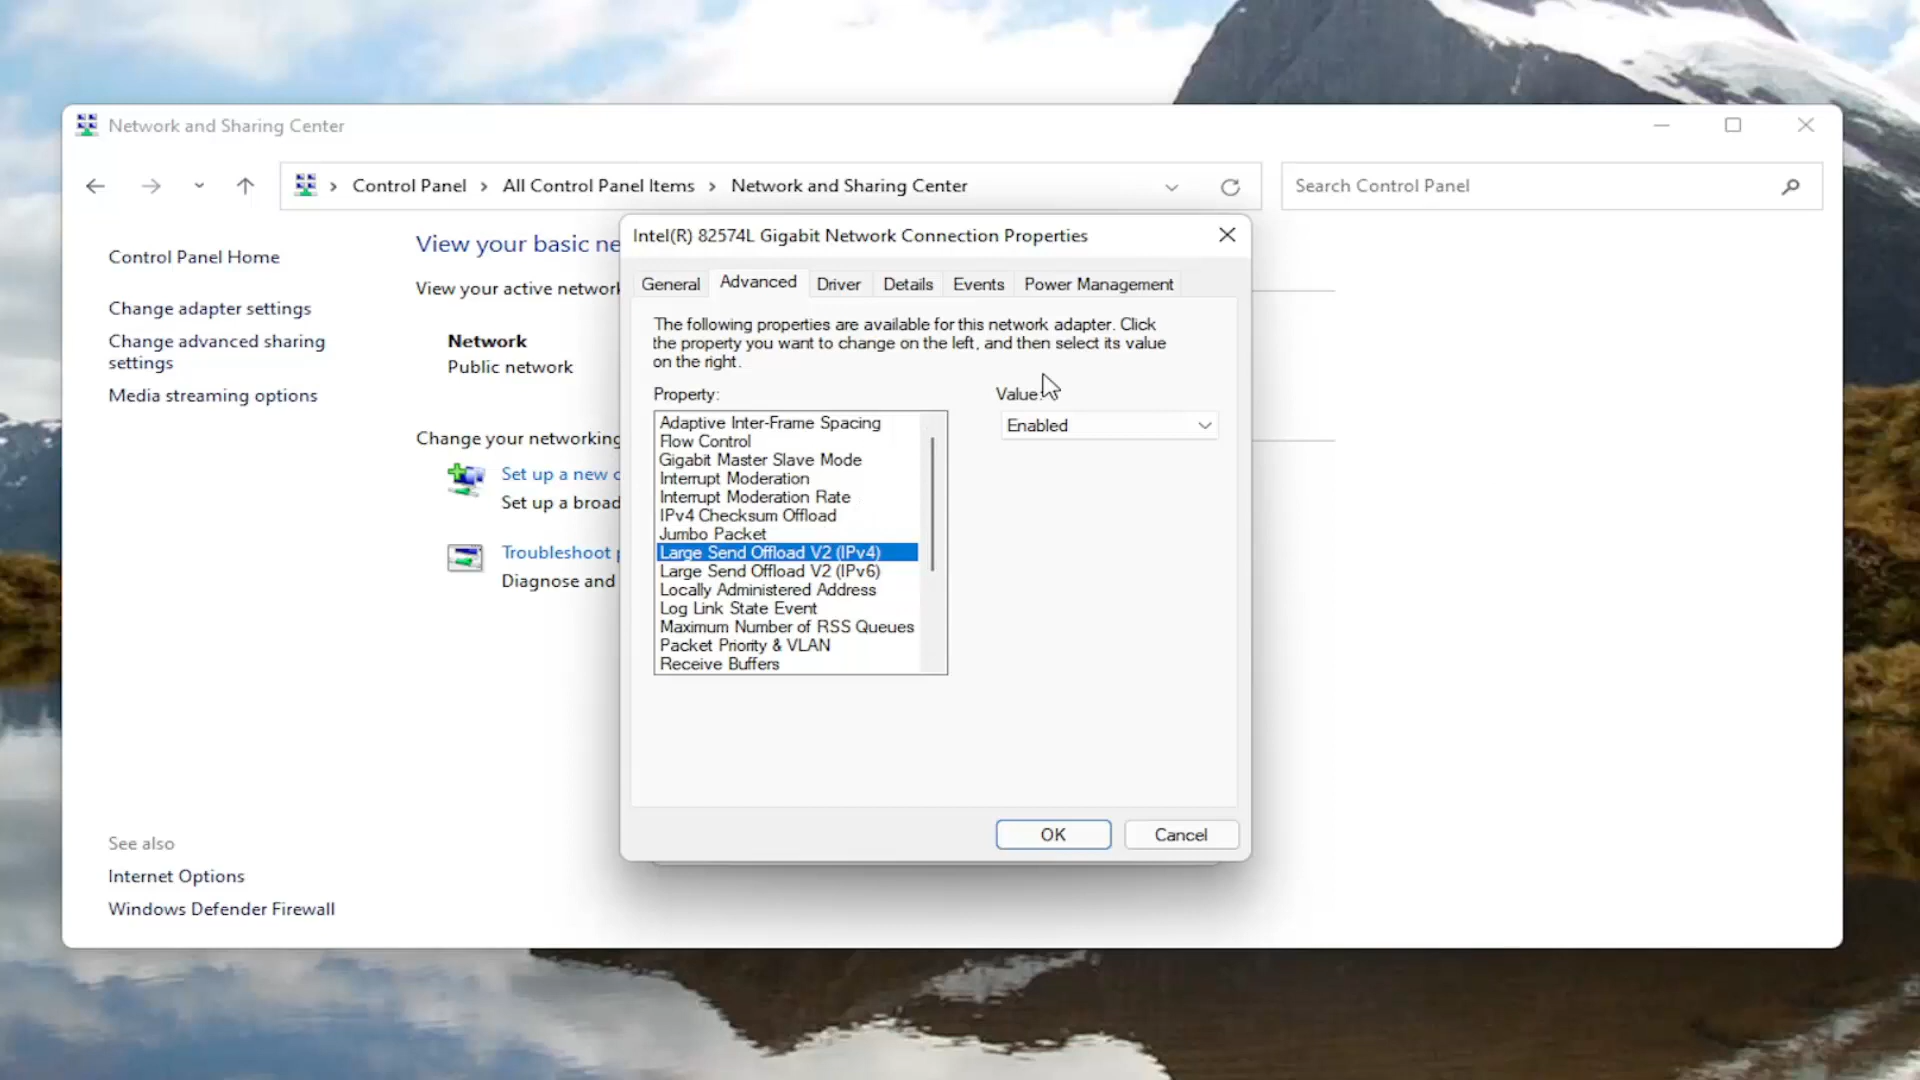 Network and Sharing Center
Control Panel > All Control Panel Items > Network and Sharing Center
Search Control Panel
Control Panel Home
Change adapter settings
Change advanced sharing
settings
Media streaming options
See also
Internet Options
Windows Defender Firewall
View your basic ne
View your active network
Network
Public network
Change your networking
Set up a new c
Set up a broad
Troubleshoot p
Diagnose and
Intel(R) 82574L Gigabit Network Connection Properties
General Advanced Driver Details Events Power Management
The following properties are available for this network adapter. Click
the property you want to change on the left, and then select its value
on the right.
Property:
Adaptive Inter-Frame Spacing
Flow Control
Gigabit Master Slave Mode
Interrupt Moderation
Interrupt Moderation Rate
IPv4 Checksum Offload
Jumbo Packet
Large Send Offload V2 (IPv4)
Large Send Offload V2 (IPv6)
Locally Administered Address
Log Link State Event
Maximum Number of RSS Queues
Packet Priority & VLAN
Receive Buffers
Value:
Enabled
OK Cancel